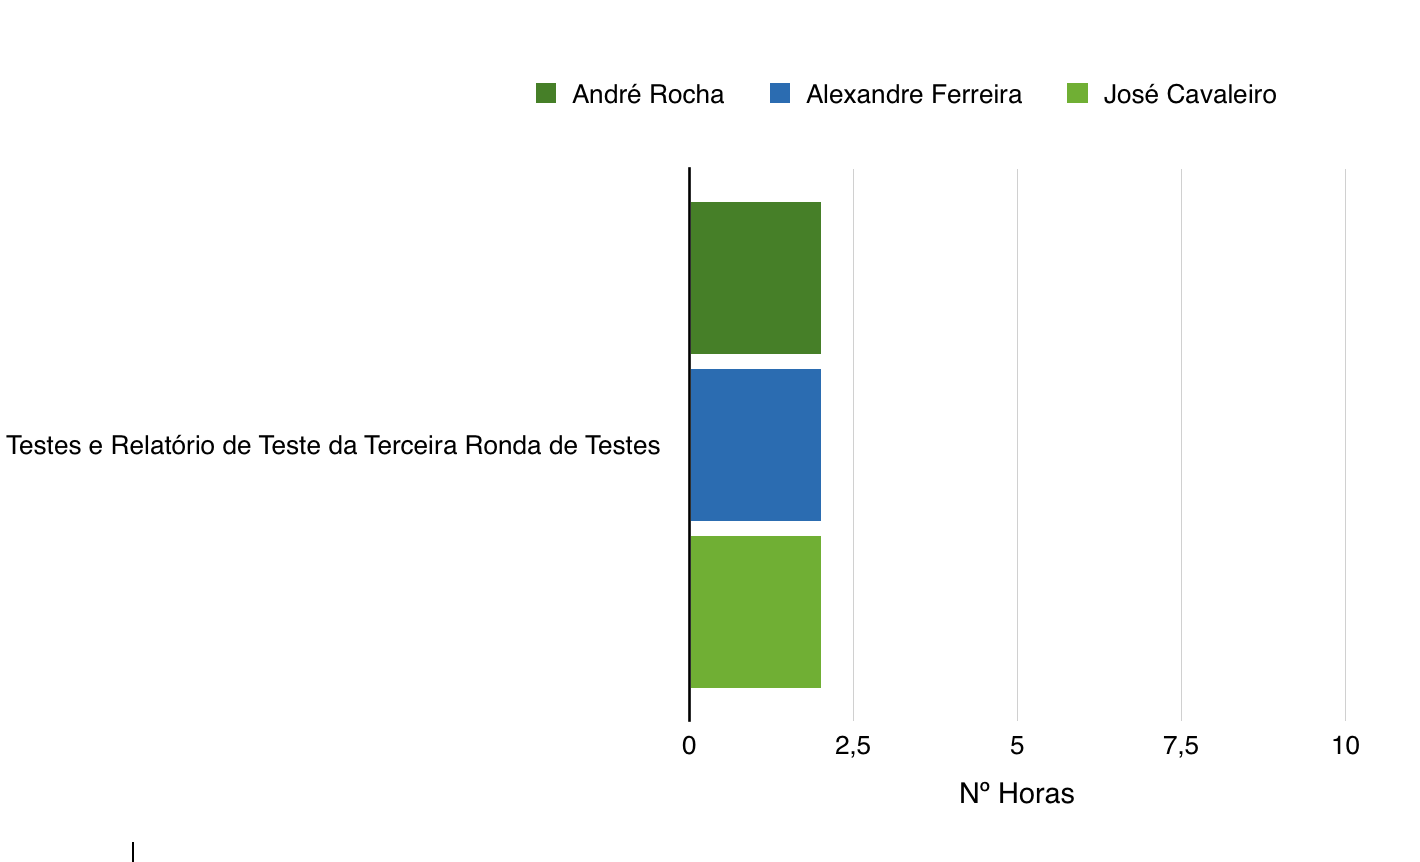 André Rocha Alexandre Ferreira José Cavaleiro
Testes e Relatório de Teste da Terceira Ronda de Testes
0 2,5 5 7,5 10
Nº Horas